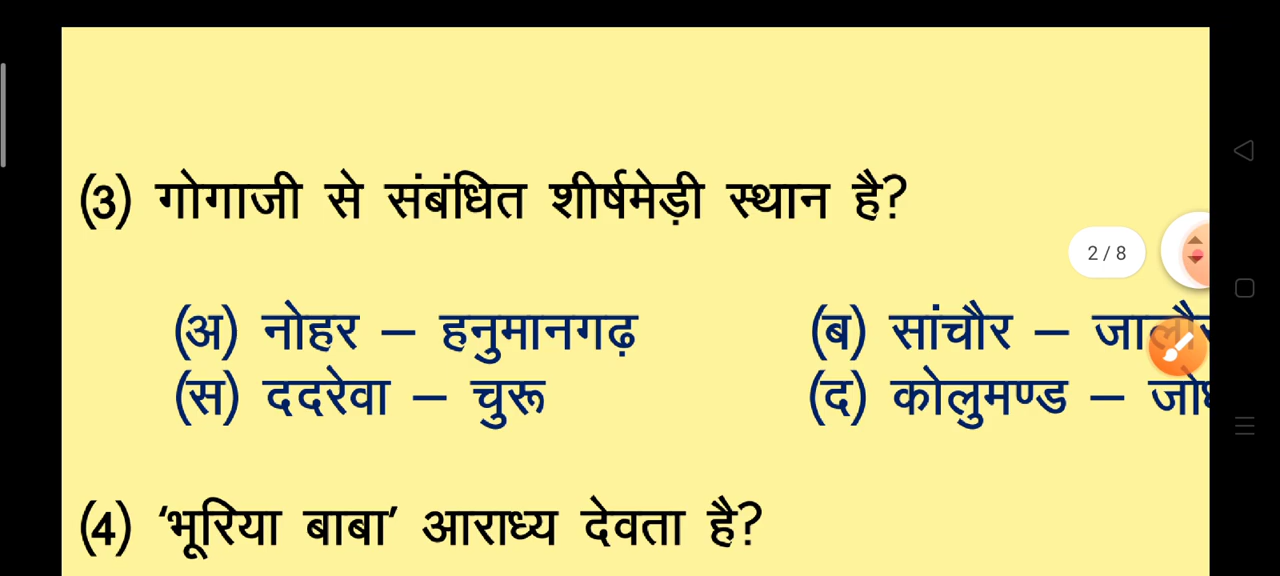 (3) गोगाजी से संबंधित शीर्षमेड़ी स्थान है?
2 / 8
(अ) नोहर – हनुमानगढ़ (ब) सांचौर –
(स) ददरेवा – चुरू (द) कोलुमण्ड –
(4) ‘भूरिया बाबा’ आराध्य देवता है?